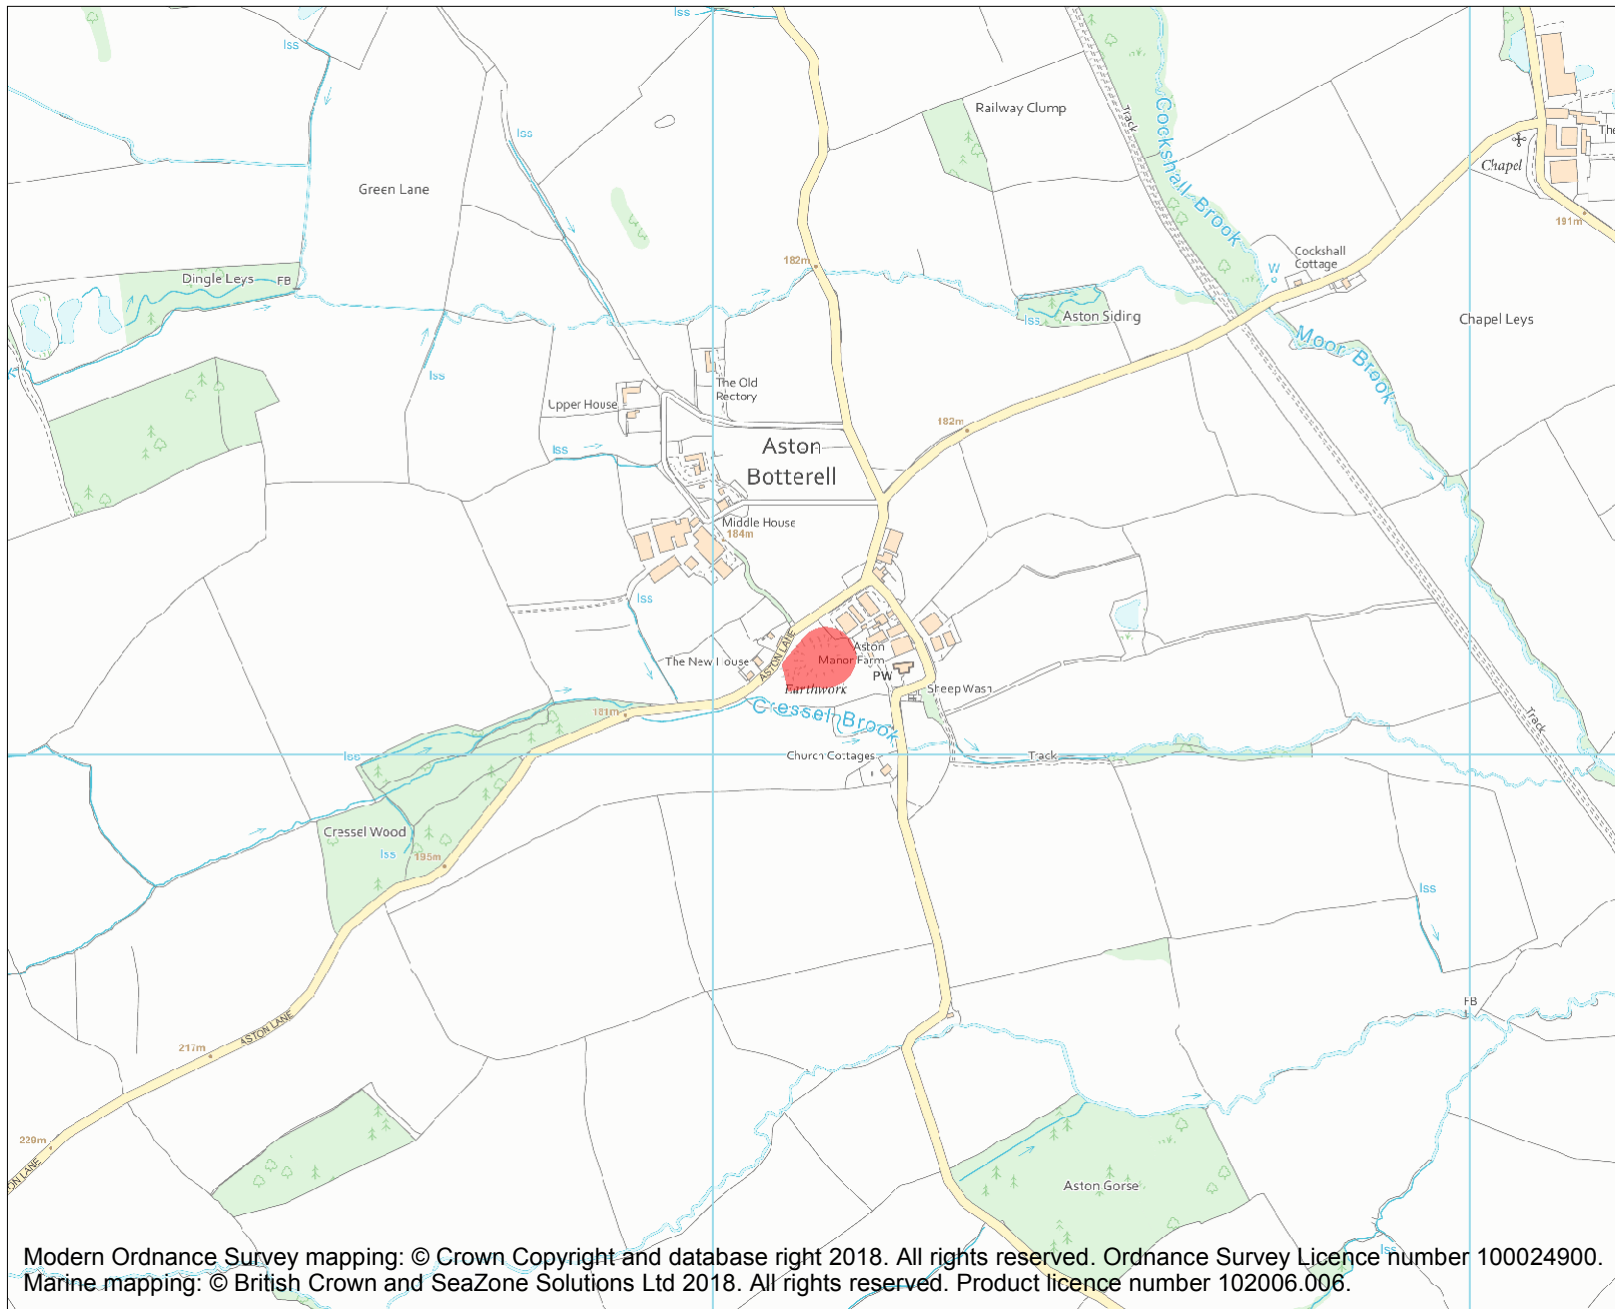 Iss
Iss
Iss
Railway Clump
Track
Cockshall Brook
The
Chapel
Green Lane
191m
182m
Cockshall
Cottage
W
Dingle Leys
FB
Iss
Aston Siding
Chapel Leys
Moor Brook
Iss
The Old
Rectory
Upper House
182m
Aston
Botterell
Iss
Middle House
184m
Iss
ASTON LANE
Aston
Manor Farm
The New House
PW
Earthwork
Sheep Wash
181m
Cressel Brook
Track
Iss
Church Cottages
Track
Cressel Wood
Iss
195m
Iss
FB
ASTON LANE
217m
229m
ON LANE
Aston Gorse
Iss
Modern Ordnance Survey mapping: © Crown Copyright and database right 2018. All rights reserved. Ordnance Survey Licence number 100024900.
Marine mapping: © British Crown and SeaZone Solutions Ltd 2018. All rights reserved. Product licence number 102006.006.